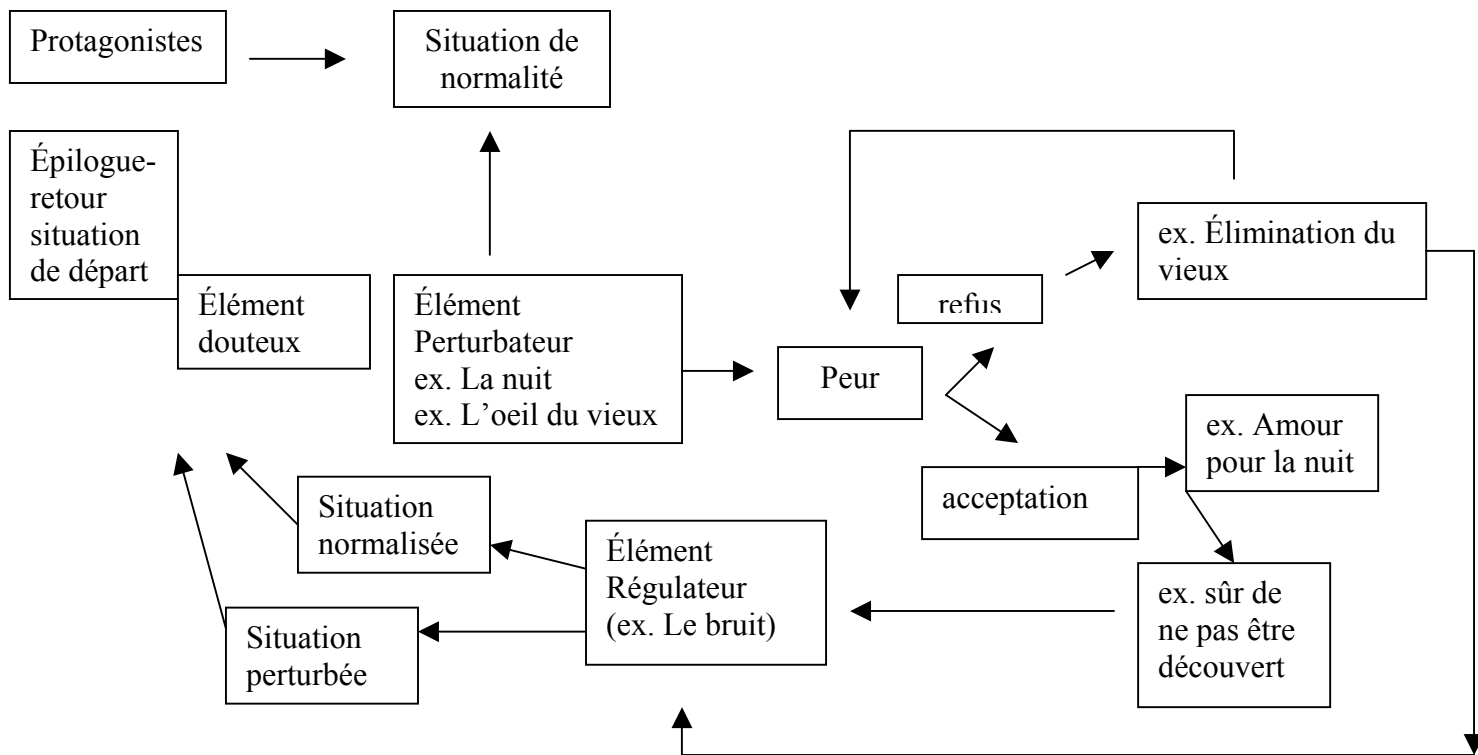 Protagonistes
Situation de
normalité
Épilogue-
retour
situation
de départ
Élément
douteux
Élément
Perturbateur
ex. La nuit
ex. L’oeil du vieux
Peur
refus
ex. Élimination du
vieux
acceptation
ex. Amour
pour la nuit
ex. sûr de
ne pas être
découvert
Élément
Régulateur
(ex. Le bruit)
Situation
normalisée
Situation
perturbée